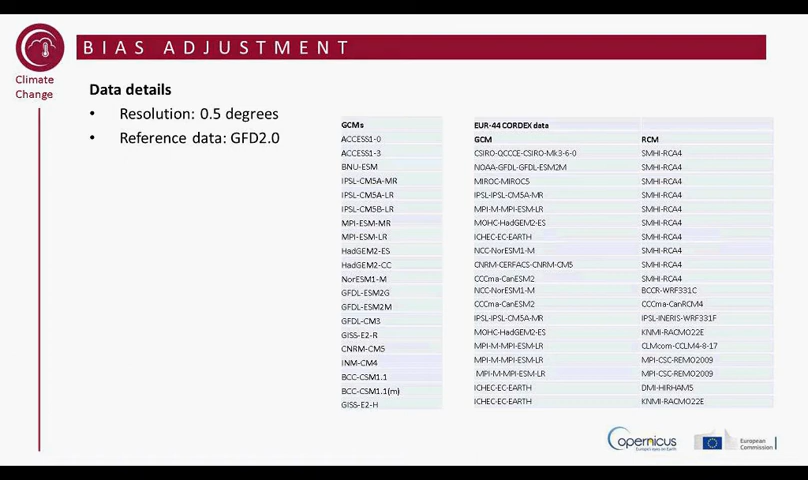 BIAS ADJUSTMENT
Climate
Change
Data details
• Resolution: 0.5 degrees
• Reference data: GFD2.0
GCMs
ACCESS1-0
ACCESS1-3
BNU-ESM
IPSL-CM5A-MR
IPSL-CM5A-LR
IPSL-CM5B-LR
MPI-ESM-MR
MPI-ESM-LR
HadGEM2-ES
HadGEM2-CC
NorESM1-M
GFDL-ESM2G
GFDL-ESM2M
GFDL-CM3
GISS-E2-R
CNRM-CM5
INM-CM4
BCC-CSM1.1
BCC-CSM1.1(m)
GISS-E2-H
EUR-44 CORDEX data
GCM RCM
CSIRO-QCCCE-CSIRO-Mk3-6-0 SMHI-RCA4
NOAA-GFDL-GFDL-ESM2M SMHI-RCA4
MIROC-MIROC5 SMHI-RCA4
IPSL-IPSL-CM5A-MR SMHI-RCA4
MPI-M-MPI-ESM-LR SMHI-RCA4
MOHC-HadGEM2-ES SMHI-RCA4
ICHEC-EC-EARTH SMHI-RCA4
NCC-NorESM1-M SMHI-RCA4
CNRM-CERFACS-CNRM-CM5 SMHI-RCA4
CCCma-CanESM2 SMHI-RCA4
NCC-NorESM1-M BCCR-WRF331C
CCCma-CanESM2 CCCma-CanRCM4
IPSL-IPSL-CM5A-MR IPSL-INERIS-WRF331F
MOHC-HadGEM2-ES KNMI-RACMO22E
MPI-M-MPI-ESM-LR CLMcom-CCLM4-8-17
MPI-M-MPI-ESM-LR MPI-CSC-REMO2009
MPI-M-MPI-ESM-LR MPI-CSC-REMO2009
ICHEC-EC-EARTH DMI-HIRHAM5
ICHEC-EC-EARTH KNMI-RACMO22E
Copernicus
Europe's eyes on Earth
European
Commission